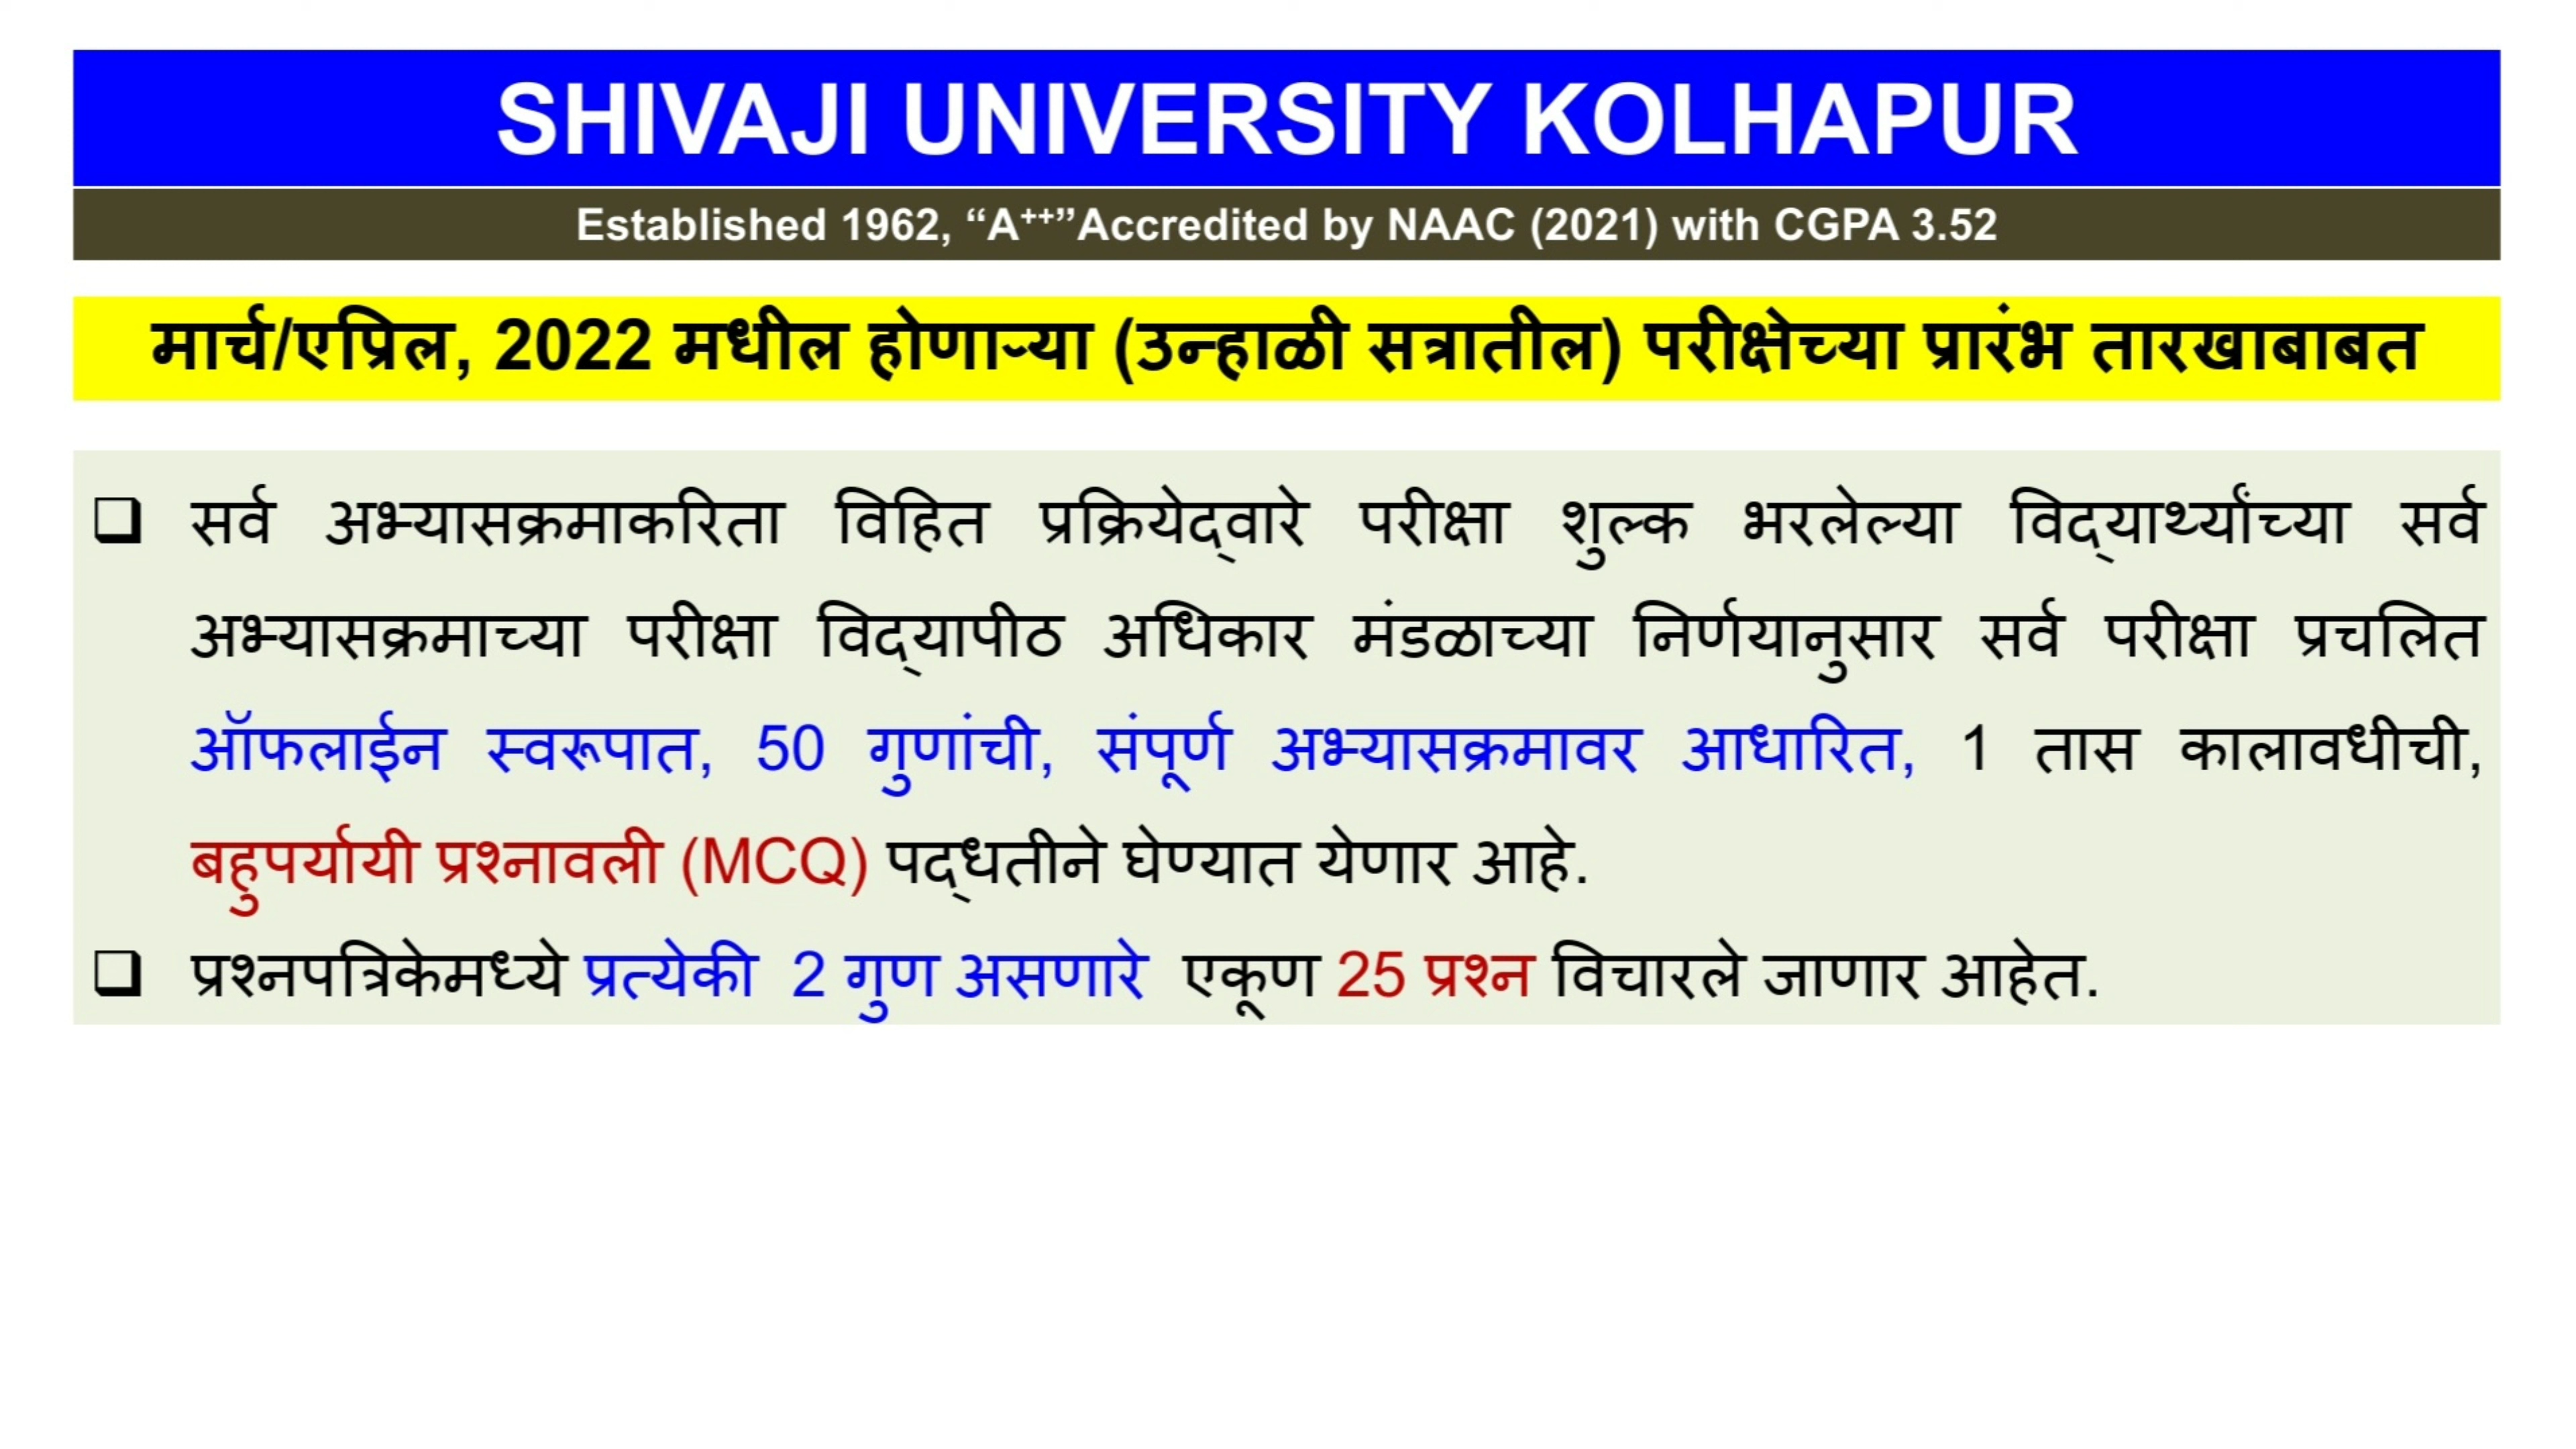 SHIVAJI UNIVERSITY KOLHAPUR
Established 1962, “A⁺⁺”Accredited by NAAC (2021) with CGPA 3.52
मार्च/एप्रिल, 2022 मधील होणाऱ्या (उन्हाळी सत्रातील) परीक्षेच्या प्रारंभ तारखाबाबत
❑ सर्व अभ्यासक्रमाकरिता विहित प्रक्रियेद्‌वारे परीक्षा शुल्क भरलेल्या विद्‌यार्थ्यांच्या सर्व
अभ्यासक्रमाच्या परीक्षा विद्‌यापीठ अधिकार मंडळाच्या निर्णयानुसार सर्व परीक्षा प्रचलित
ऑफलाईन स्वरूपात, 50 गुणांची, संपूर्ण अभ्यासक्रमावर आधारित, 1 तास कालावधीची,
बहुपर्यायी प्रश्नावली (MCQ) पद्‌धतीने घेण्यात येणार आहे.
❑ प्रश्नपत्रिकेमध्ये प्रत्येकी 2 गुण असणारे एकूण 25 प्रश्न विचारले जाणार आहेत.